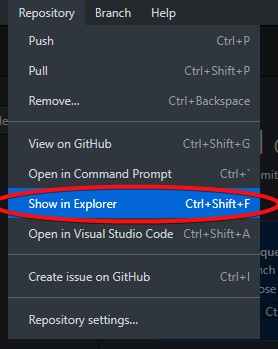 Repository Branch Help
Push Ctrl+P
Pull Ctrl+Shift+P
Remove... Ctrl+Backspace
View on GitHub Ctrl+Shift+G
Open in Command Prompt Ctrl+`
Show in Explorer Ctrl+Shift+F
Open in Visual Studio Code Ctrl+Shift+A
Create issue on GitHub Ctrl+I
Repository settings...